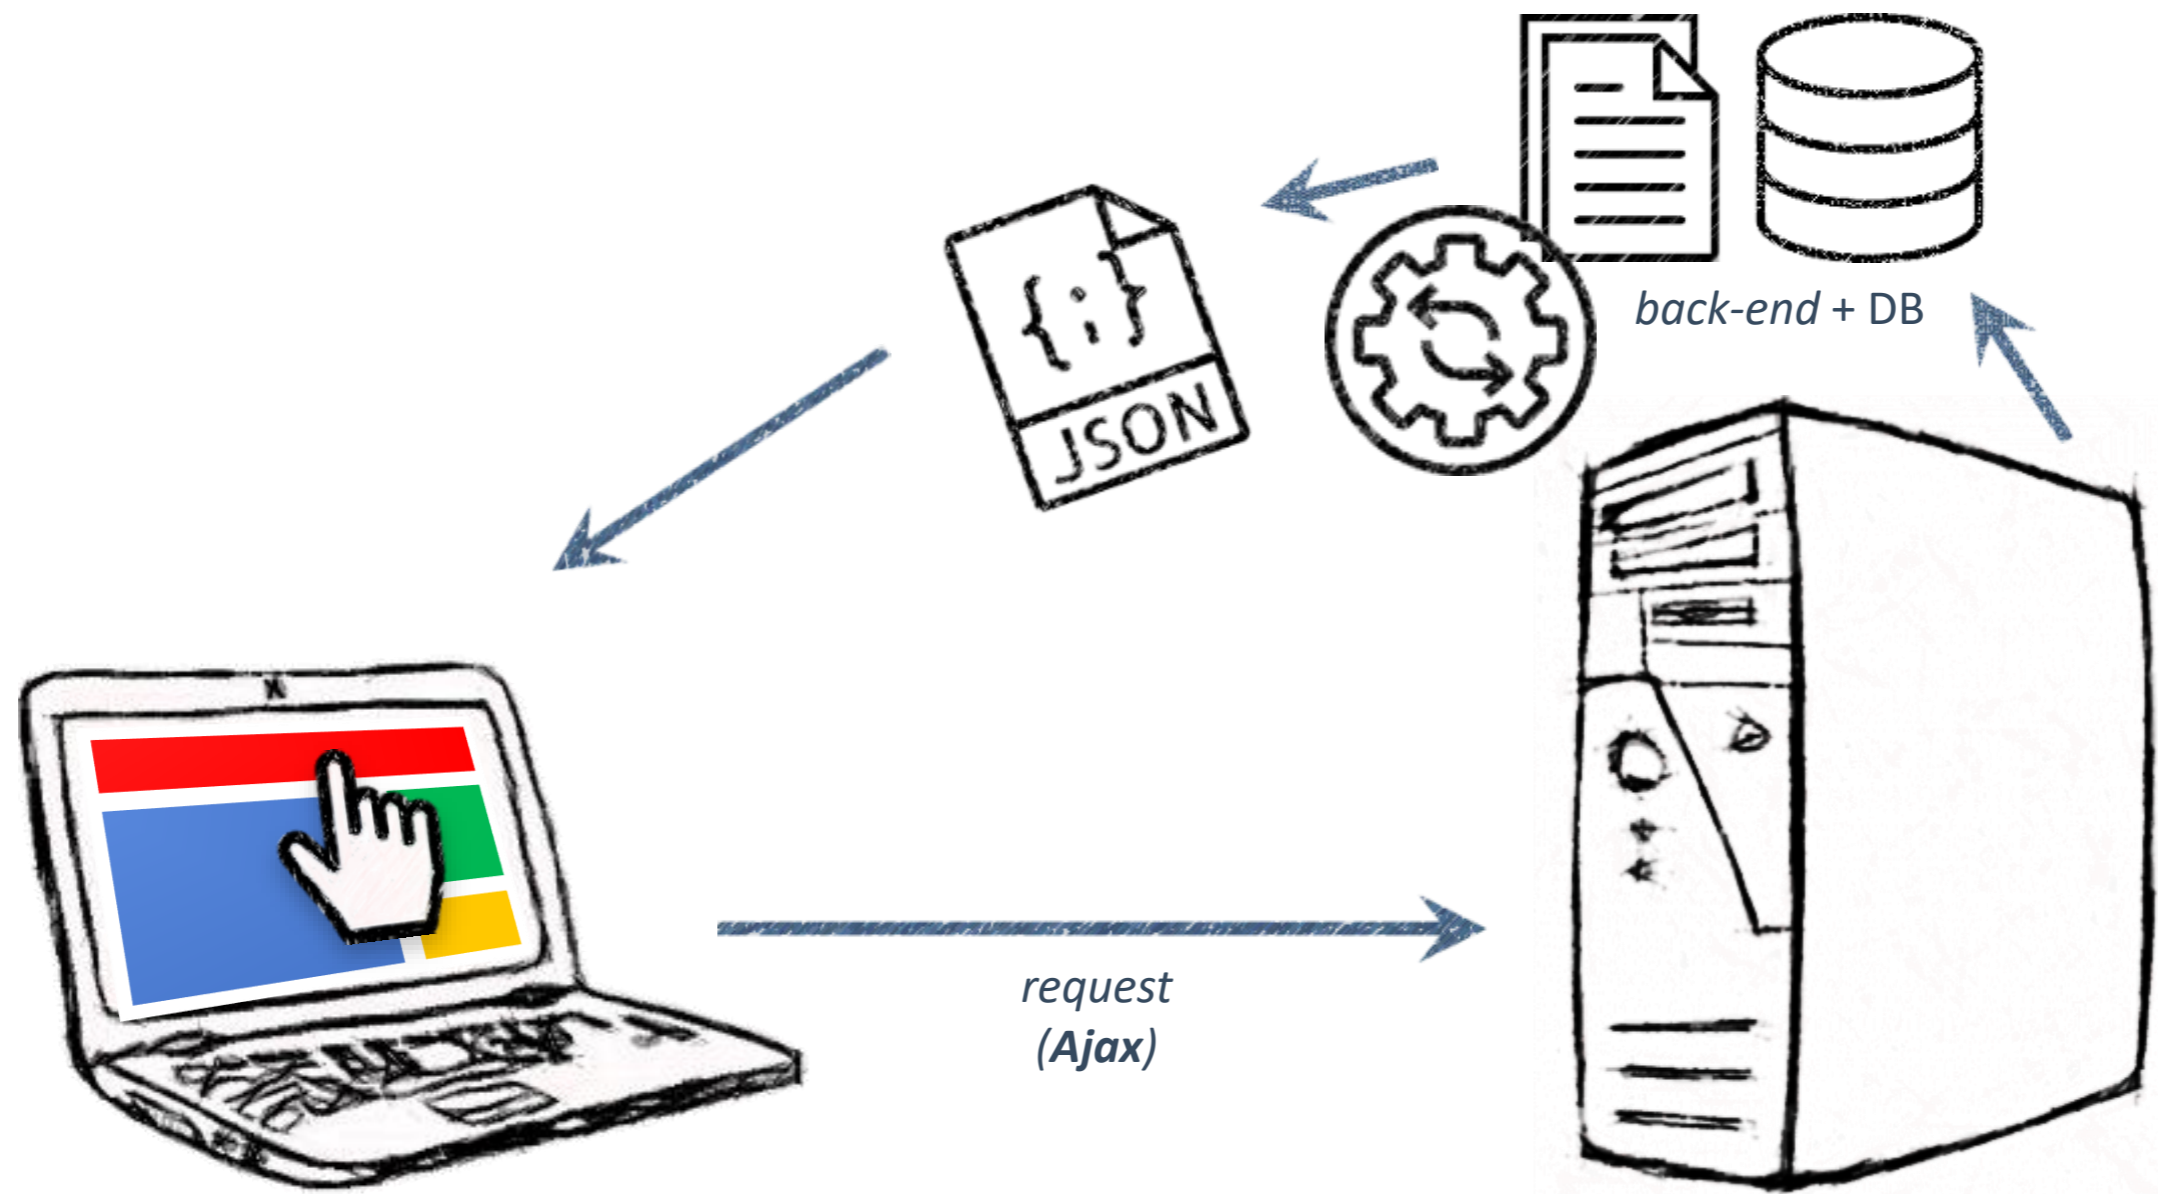 back-end + DB
{;}
JSON
request
(Ajax)